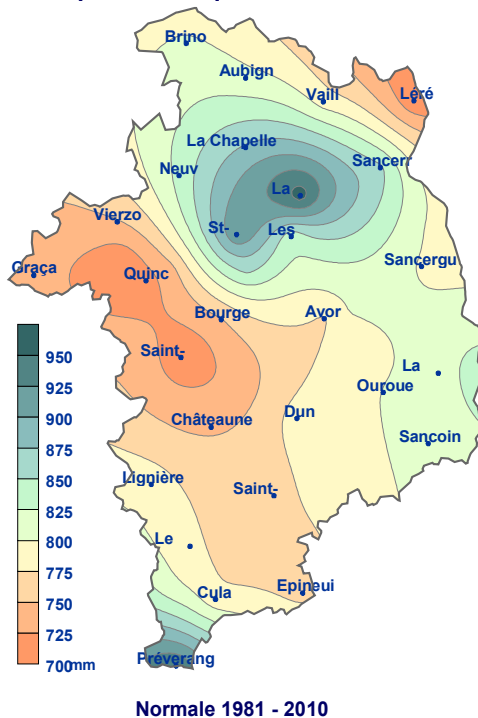 Brino
Aubign
Vaill
Léré
La Chapelle
Sancerr
Neuv
La
Vierzo
St-
Les
Graça
Quinc
Sancergu
Bourge
Avor
Saint-
La
Ouroue
Châteaune
Dun
Sancoin
Lignière
Saint-
Le
Cula
Epineui
Préverang
950
925
900
875
850
825
800
775
750
725
700mm
Normale 1981 - 2010